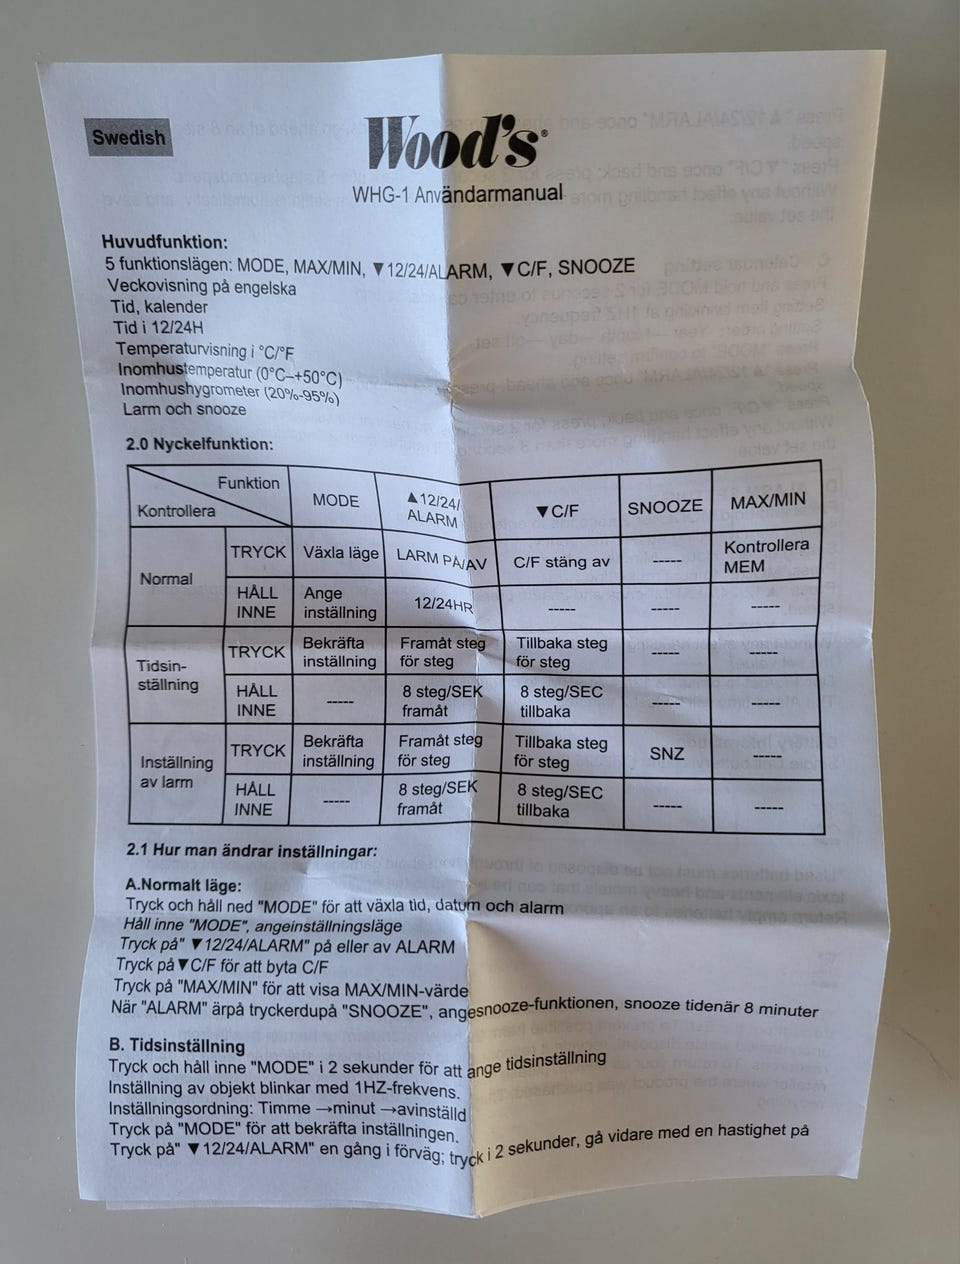 Swedish
Wood's®
WHG-1 Användarmanual
Huvudfunktion:
5 funktionslägen: MODE, MAX/MIN, ▼12/24/ALARM, ▼C/F, SNOOZE
Veckovisning på engelska
Tid, kalender
Tid i 12/24H
Temperaturvisning i °C/°F
Inomhustemperatur (0°C–+50°C)
Inomhushygrometer (20%-95%)
Larm och snooze
2.0 Nyckelfunktion:
Funktion
Kontrollera
MODE
▲12/24/
ALARM
▼C/F
SNOOZE
MAX/MIN
Normal
TRYCK
Växla läge
LARM PÅ/AV
C/F stäng av
-----
Kontrollera
MEM
HÅLL
INNE
Ange
inställning
12/24HR
-----
-----
-----
Tidsin-
ställning
TRYCK
Bekräfta
inställning
Framåt steg
för steg
Tillbaka steg
för steg
-----
-----
HÅLL
INNE
-----
8 steg/SEK
framåt
8 steg/SEC
tillbaka
-----
-----
Inställning
av larm
TRYCK
Bekräfta
inställning
Framåt steg
för steg
Tillbaka steg
för steg
SNZ
-----
HÅLL
INNE
-----
8 steg/SEK
framåt
8 steg/SEC
tillbaka
-----
-----
2.1 Hur man ändrar inställningar:
A.Normalt läge:
Tryck och håll ned "MODE" för att växla tid, datum och alarm
Håll inne "MODE", angeinställningsläge
Tryck på" ▼12/24/ALARM" på eller av ALARM
Tryck på▼C/F för att byta C/F
Tryck på "MAX/MIN" för att visa MAX/MIN-värde
När "ALARM" ärpå tryckerdupå "SNOOZE", angesnooze-funktionen, snooze tidenär 8 minuter
B. Tidsinställning
Tryck och håll inne "MODE" i 2 sekunder för att ange tidsinställning
Inställning av objekt blinkar med 1HZ-frekvens.
Inställningsordning: Timme →minut →avinställd
Tryck på "MODE" för att bekräfta inställningen.
Tryck på" ▼12/24/ALARM" en gång i förväg; tryck i 2 sekunder, gå vidare med en hastighet på